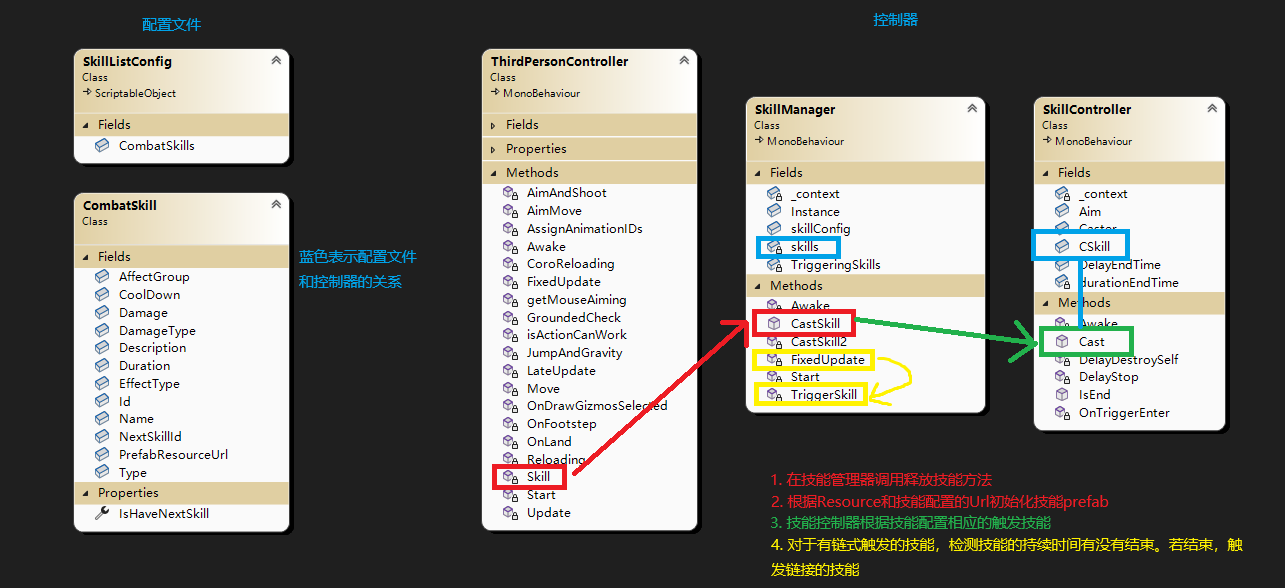 配置文件
控制器
SkillListConfig
Class
ScriptableObject
Fields
CombatSkills
CombatSkill
Class
Fields
AffectGroup
CoolDown
Damage
DamageType
Description
Duration
EffectType
Id
Name
NextSkillId
PrefabResourceUrl
Type
Properties
IsHaveNextSkill
蓝色表示配置文件
和控制器的关系
ThirdPersonController
Class
MonoBehaviour
Fields
Properties
Methods
AimAndShoot
AimMove
AssignAnimationIDs
Awake
CoroReloading
FixedUpdate
getMouseAiming
GroundedCheck
isActionCanWork
JumpAndGravity
LateUpdate
Move
OnDrawGizmosSelected
OnFootstep
OnLand
Reloading
Skill
Start
Update
SkillManager
Class
MonoBehaviour
Fields
_context
Instance
skillConfig
skills
TriggeringSkills
Methods
Awake
CastSkill
CastSkill2
FixedUpdate
Start
TriggerSkill
SkillController
Class
MonoBehaviour
Fields
_context
Aim
Caster
CSkill
DelayEndTime
durationEndTime
Methods
Awake
Cast
DelayDestroySelf
DelayStop
IsEnd
OnTriggerEnter
1. 在技能管理器调用释放技能方法
2. 根据Resource和技能配置的Url初始化技能prefab
3. 技能控制器根据技能配置相应的触发技能
4. 对于有链式触发的技能，检测技能的持续时间有没有结束。若结束，触
发链接的技能